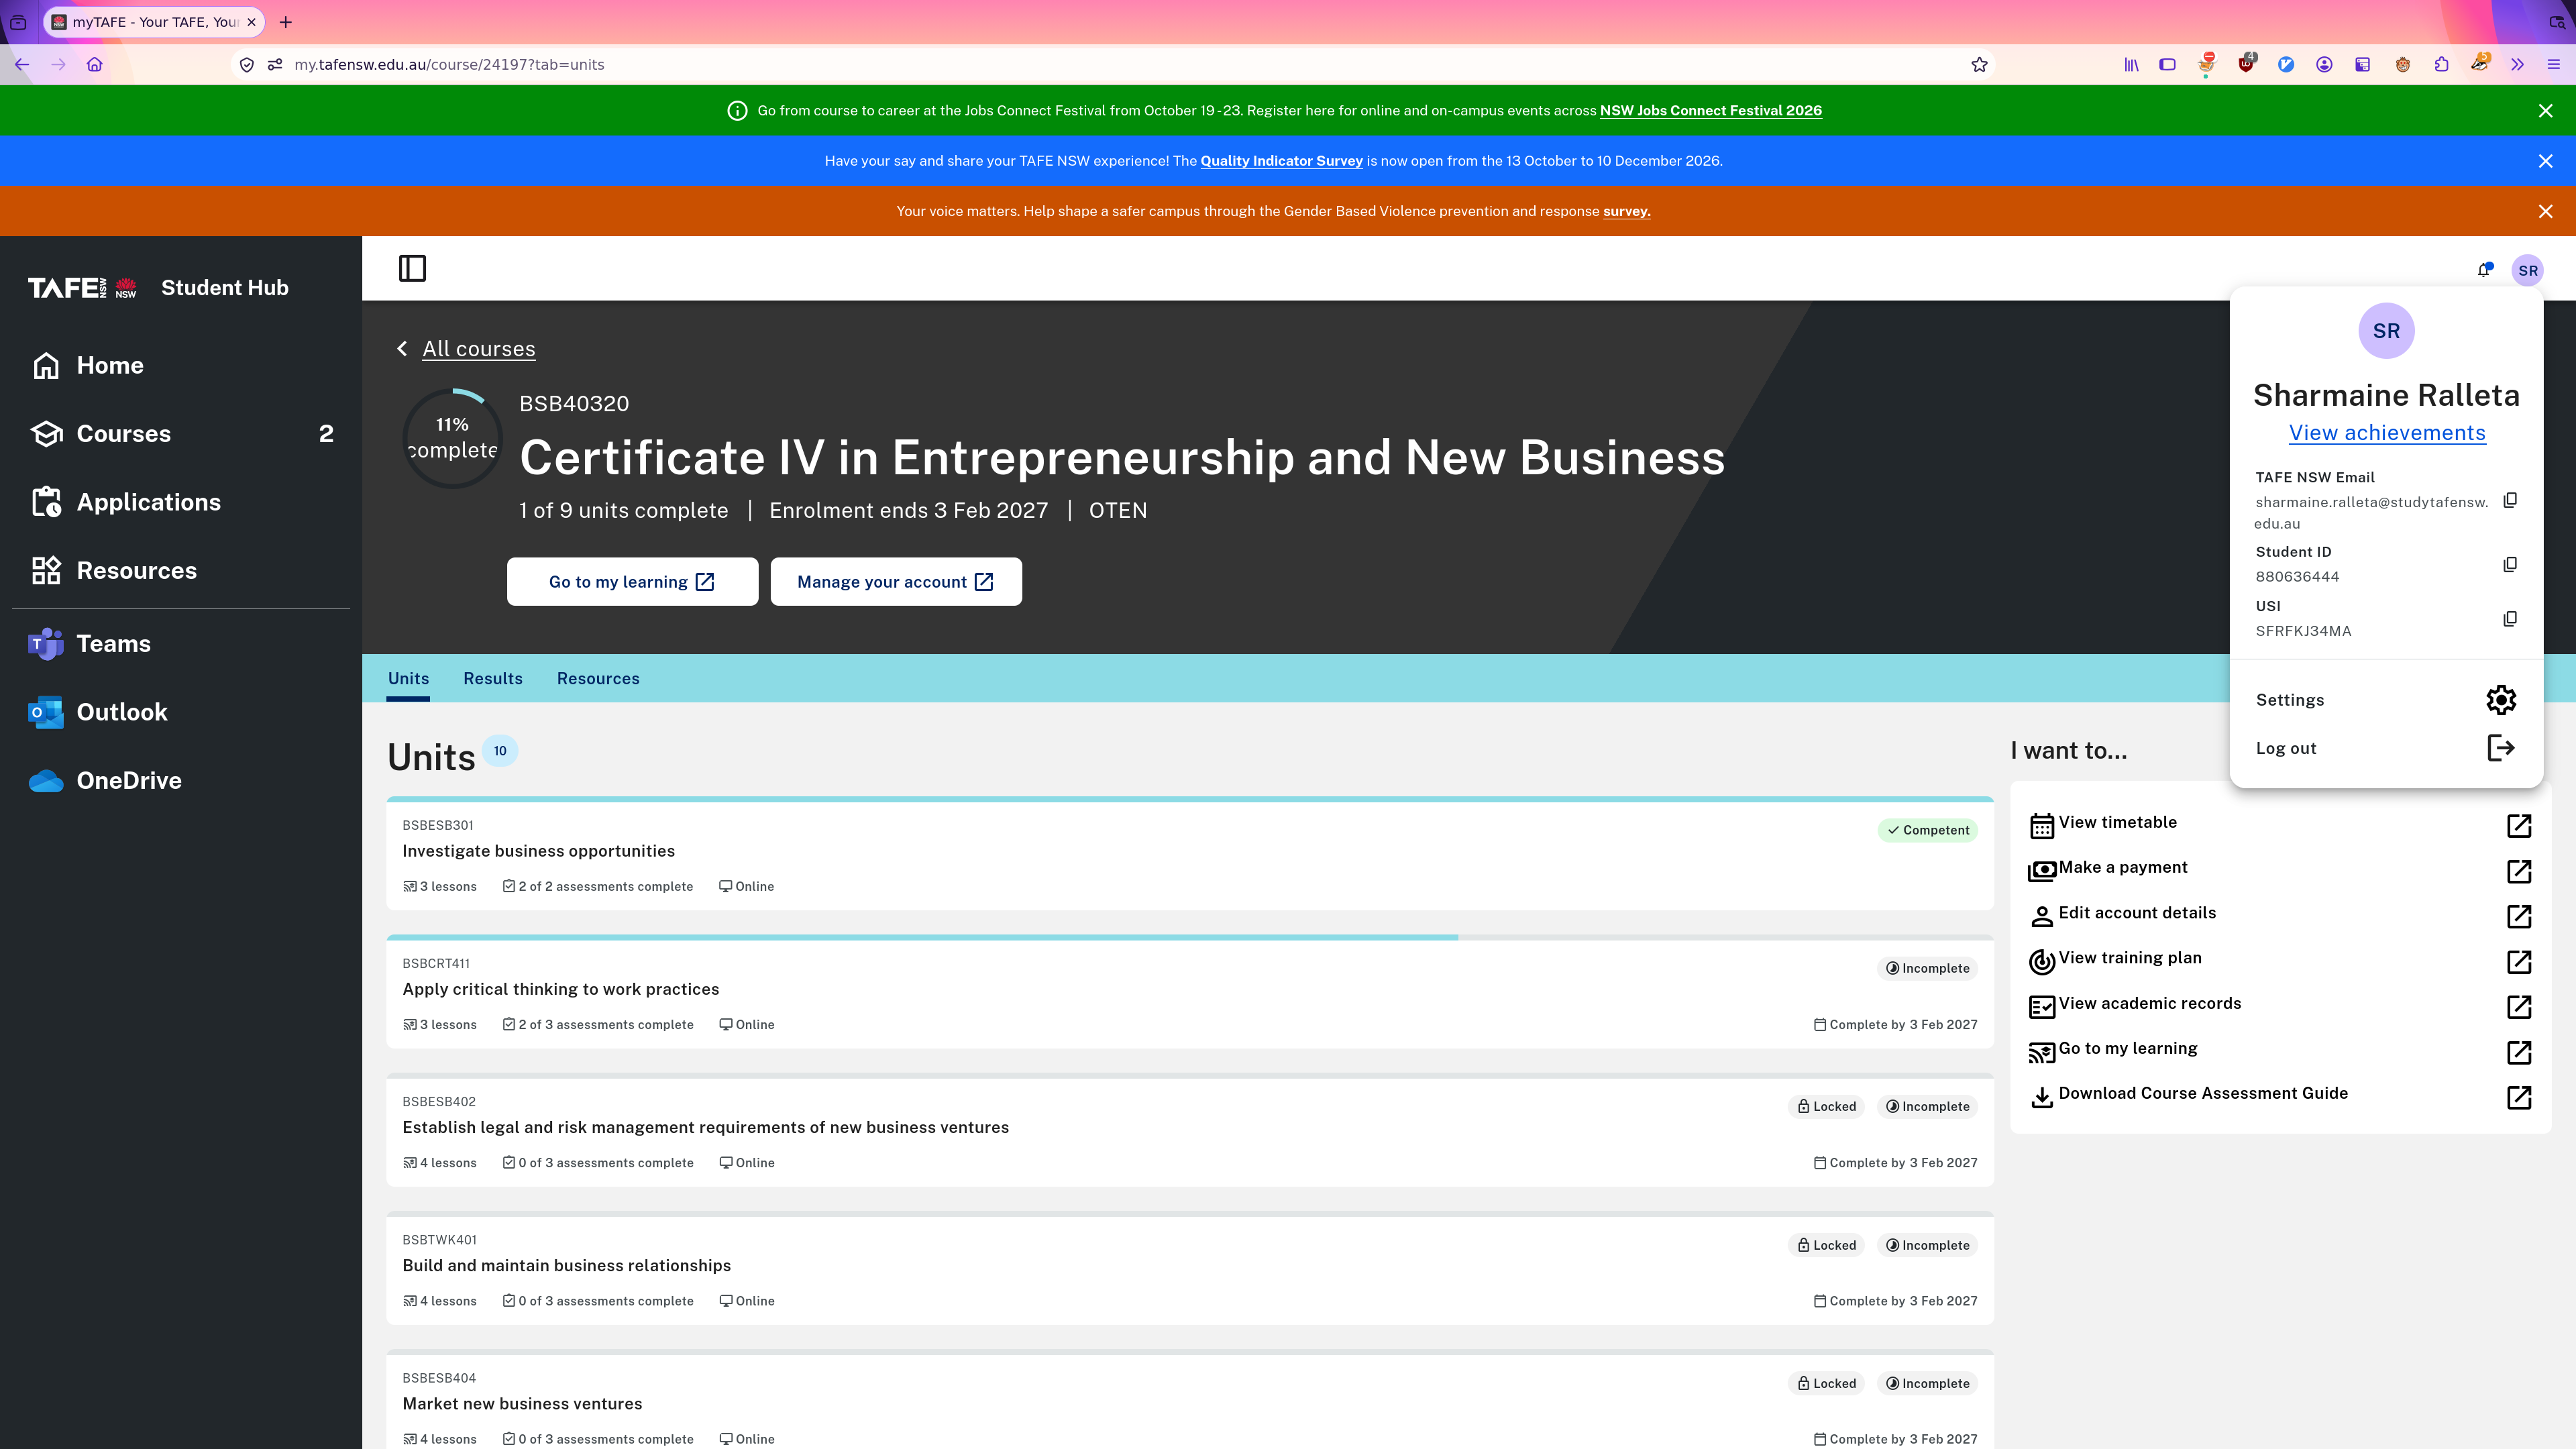 myTAFE - Your TAFE, Your
my.tafensw.edu.au/course/24197?tab=units
4
5
Go from course to career at the Jobs Connect Festival from October 19 - 23. Register here for online and on-campus events across NSW Jobs Connect Festival 2026
Have your say and share your TAFE NSW experience! The Quality Indicator Survey is now open from the 13 October to 10 December 2026.
Your voice matters. Help shape a safer campus through the Gender Based Violence prevention and response survey.
TAFE NSW NSW Student Hub
Home
Courses 2
Applications
Resources
Teams
Outlook
OneDrive
SR
All courses
11%
complete
BSB40320
Certificate IV in Entrepreneurship and New Business
1 of 9 units complete | Enrolment ends 3 Feb 2027 | OTEN
Go to my learning
Manage your account
SR
Sharmaine Ralleta
View achievements
TAFE NSW Email
sharmaine.ralleta@studytafensw.
edu.au
Student ID
880636444
USI
SFRFKJ34MA
Settings
Log out
Units Results Resources
Units 10
BSBESB301
Competent
Investigate business opportunities
3 lessons 2 of 2 assessments complete Online
BSBCRT411
Incomplete
Apply critical thinking to work practices
3 lessons 2 of 3 assessments complete Online
Complete by 3 Feb 2027
BSBESB402
Locked Incomplete
Establish legal and risk management requirements of new business ventures
4 lessons 0 of 3 assessments complete Online
Complete by 3 Feb 2027
BSBTWK401
Locked Incomplete
Build and maintain business relationships
4 lessons 0 of 3 assessments complete Online
Complete by 3 Feb 2027
BSBESB404
Locked Incomplete
Market new business ventures
4 lessons 0 of 3 assessments complete Online
Complete by 3 Feb 2027
I want to...
View timetable
Make a payment
Edit account details
View training plan
View academic records
Go to my learning
Download Course Assessment Guide